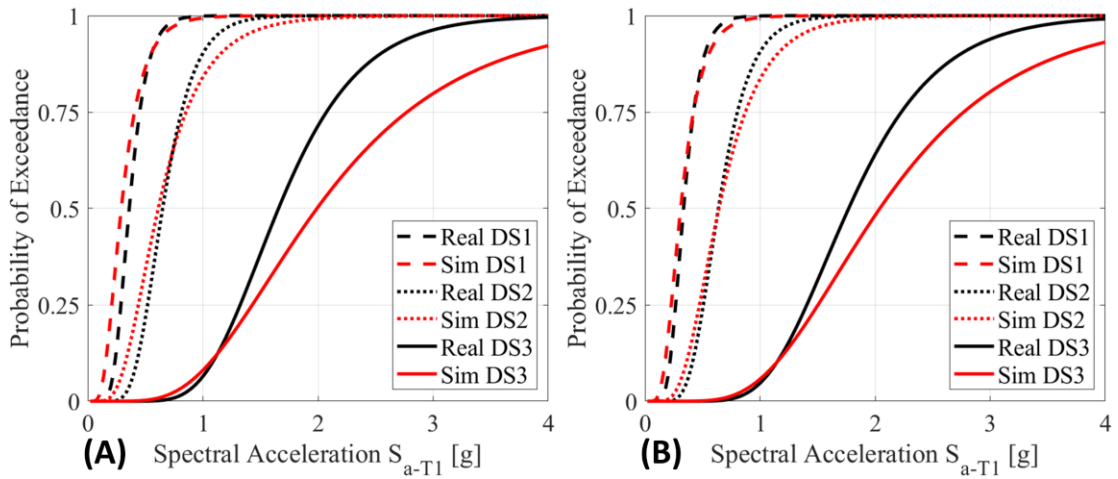 1
0.75
0.5
0.25
0
Probability of Exceedance
Real DS1
Sim DS1
Real DS2
Sim DS2
Real DS3
Sim DS3
0 1 2 3 4
(A) Spectral Acceleration S_a-T1 [g]
1
0.75
0.5
0.25
0
Probability of Exceedance
Real DS1
Sim DS1
Real DS2
Sim DS2
Real DS3
Sim DS3
0 1 2 3 4
(B) Spectral Acceleration S_a-T1 [g]